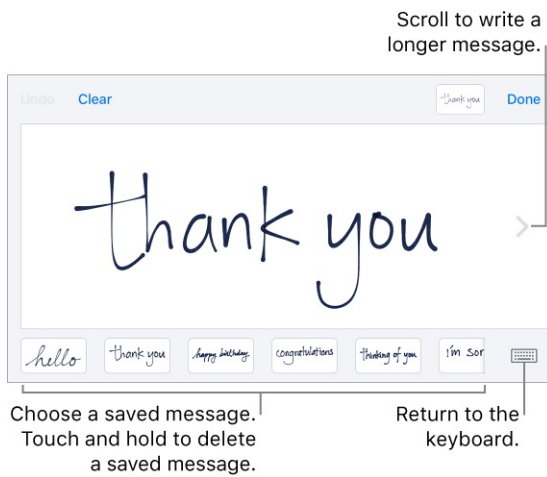 Scroll to write a
longer message.
Undo Clear thank you Done
thank you
hello thank you happy birthday congratulations thinking of you i'm sor
Choose a saved message.
Touch and hold to delete
a saved message.
Return to the
keyboard.